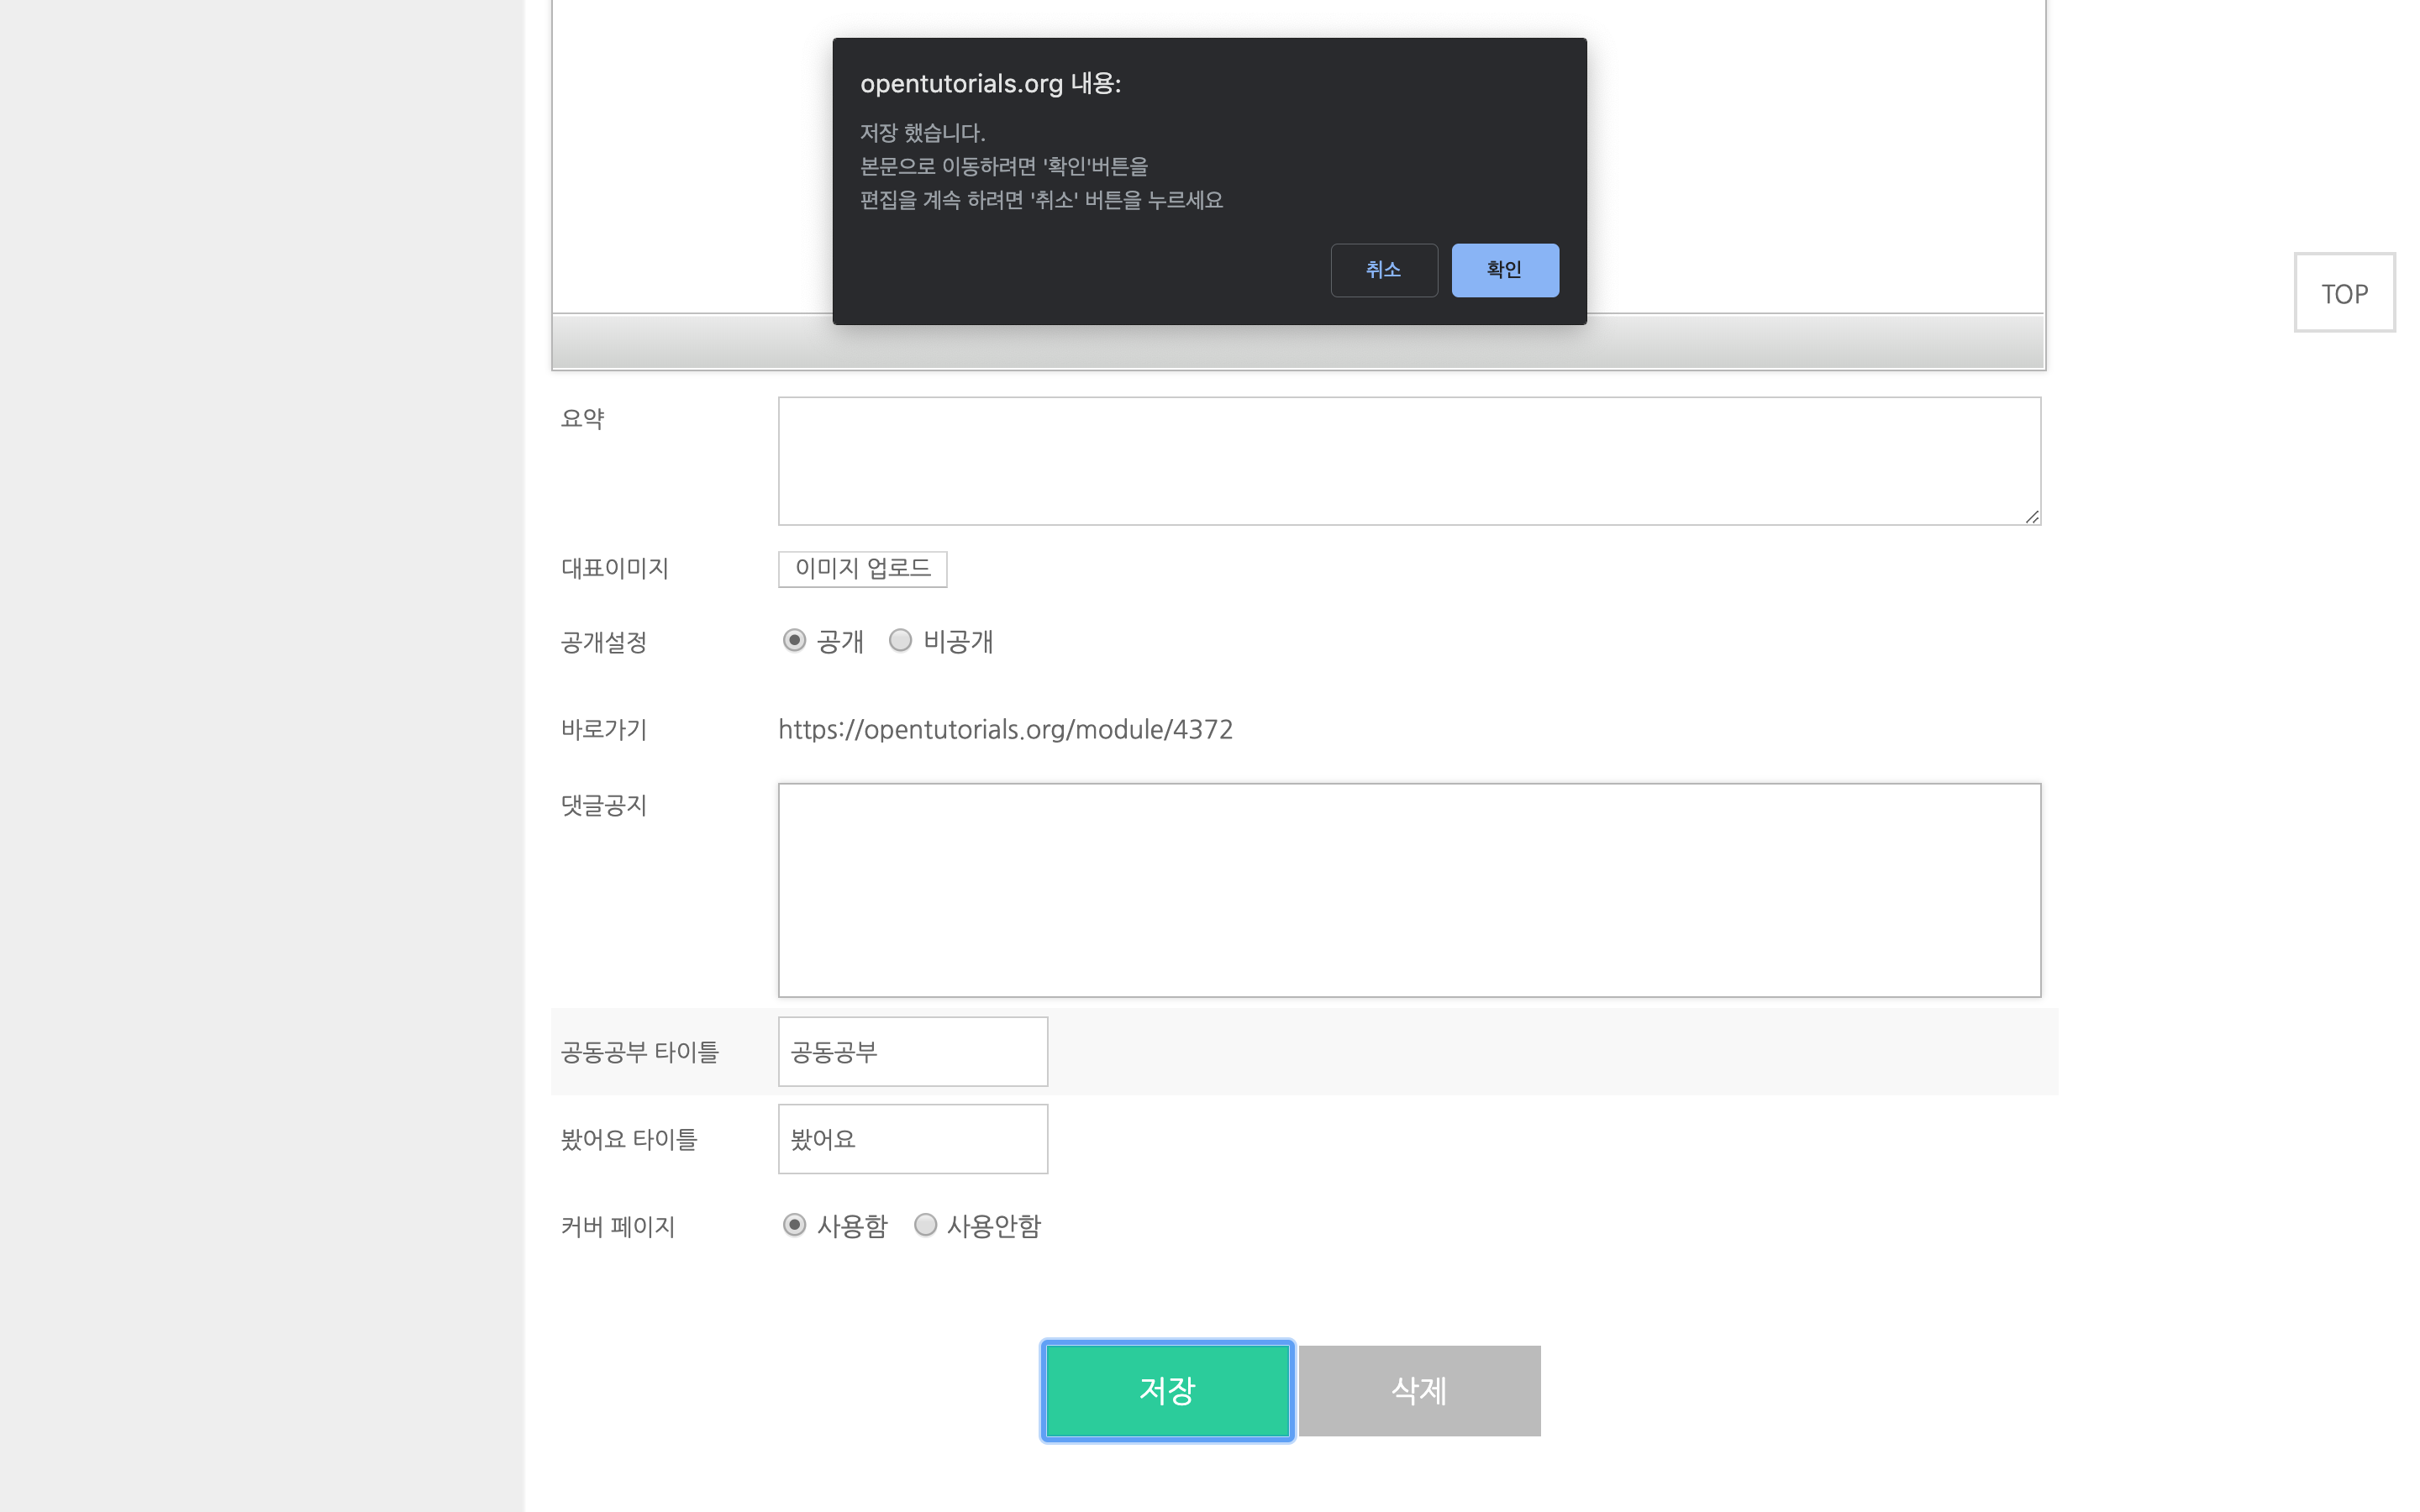 opentutorials.org 내용:
저장 했습니다.
본문으로 이동하려면 '확인'버튼을
편집을 계속 하려면 '취소' 버튼을 누르세요
취소 확인
TOP
요약
대표이미지 이미지 업로드
공개설정 공개 비공개
바로가기 https://opentutorials.org/module/4372
댓글공지
공동공부 타이틀 공동공부
봤어요 타이틀 봤어요
커버 페이지 사용함 사용안함
저장 삭제